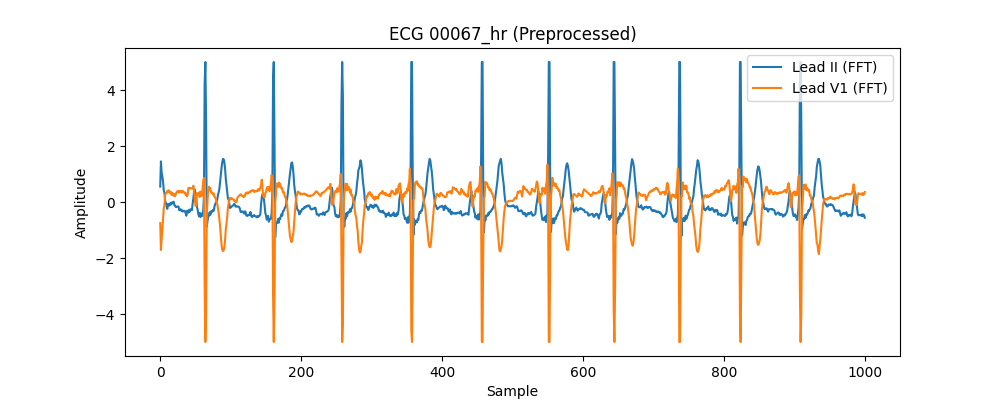 ECG 00067_hr (Preprocessed)
Lead II (FFT)
Lead V1 (FFT)
Amplitude
4
2
0
−2
−4
0
200
400
600
800
1000
Sample